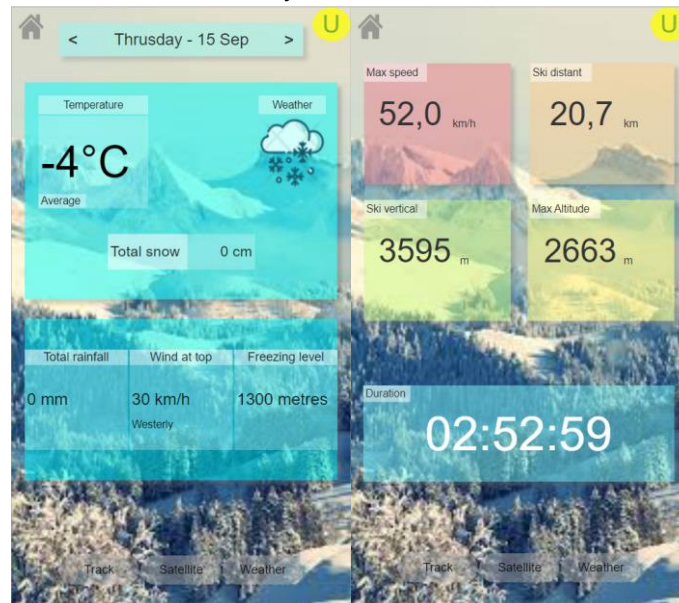 < Thrusday - 15 Sep >
U
Temperature
Weather
-4°C
Average
Total snow 0 cm
Total rainfall Wind at top Freezing level
0 mm 30 km/h 1300 metres
Westerly
Track Satellite Weather
U
Max speed Ski distant
52,0 km/h 20,7 km
Ski vertical Max Altitude
3595 m 2663 m
Duration
02:52:59
Track Satellite Weather